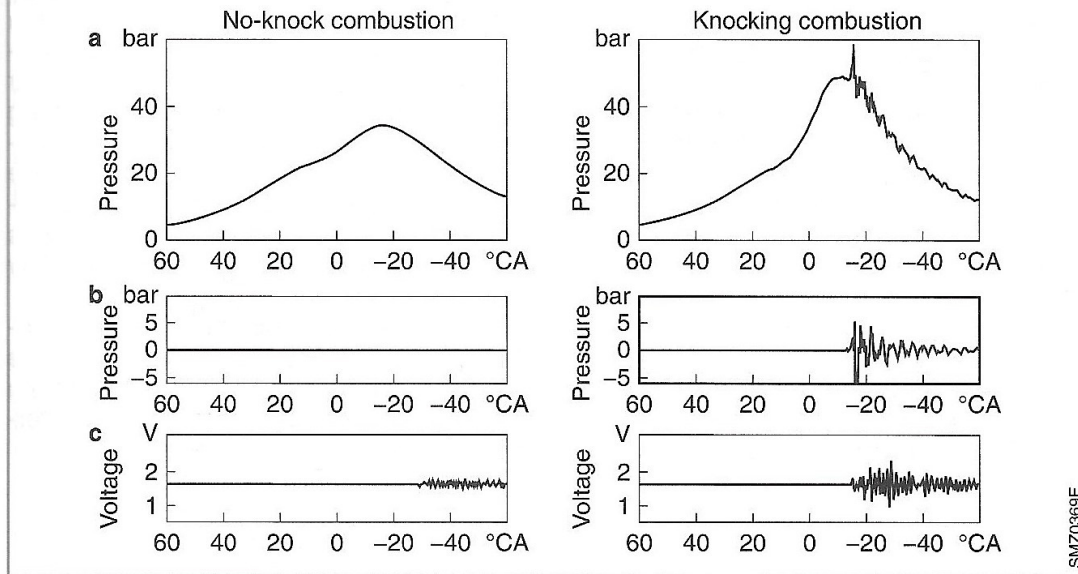 No-knock combustion Knocking combustion
a bar bar
40 40
Pressure Pressure
20 20
0 0
60 40 20 0 −20 −40 °CA 60 40 20 0 −20 −40 °CA
b bar bar
5 5
Pressure Pressure
0 0
−5 −5
60 40 20 0 −20 −40 °CA 60 40 20 0 −20 −40 °CA
c V V
2 2
Voltage Voltage
1 1
60 40 20 0 −20 −40 °CA 60 40 20 0 −20 −40 °CA
SMZ0369E